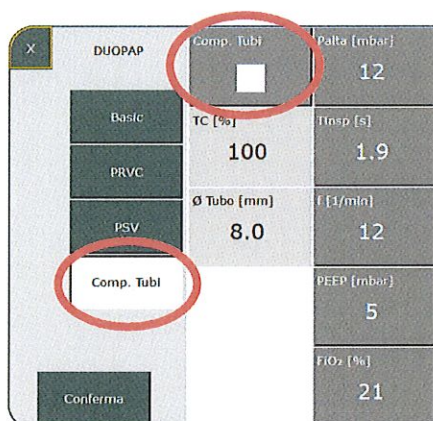 X
DUOPAP
Basic
PRVC
PSV
Comp. Tubi
Conferma
Comp. Tubi
TC [%]
100
Ø Tubo [mm]
8.0
Palta [mbar]
12
TInsp [s]
1.9
f [1/min]
12
PEEP [mbar]
5
FiO₂ [%]
21